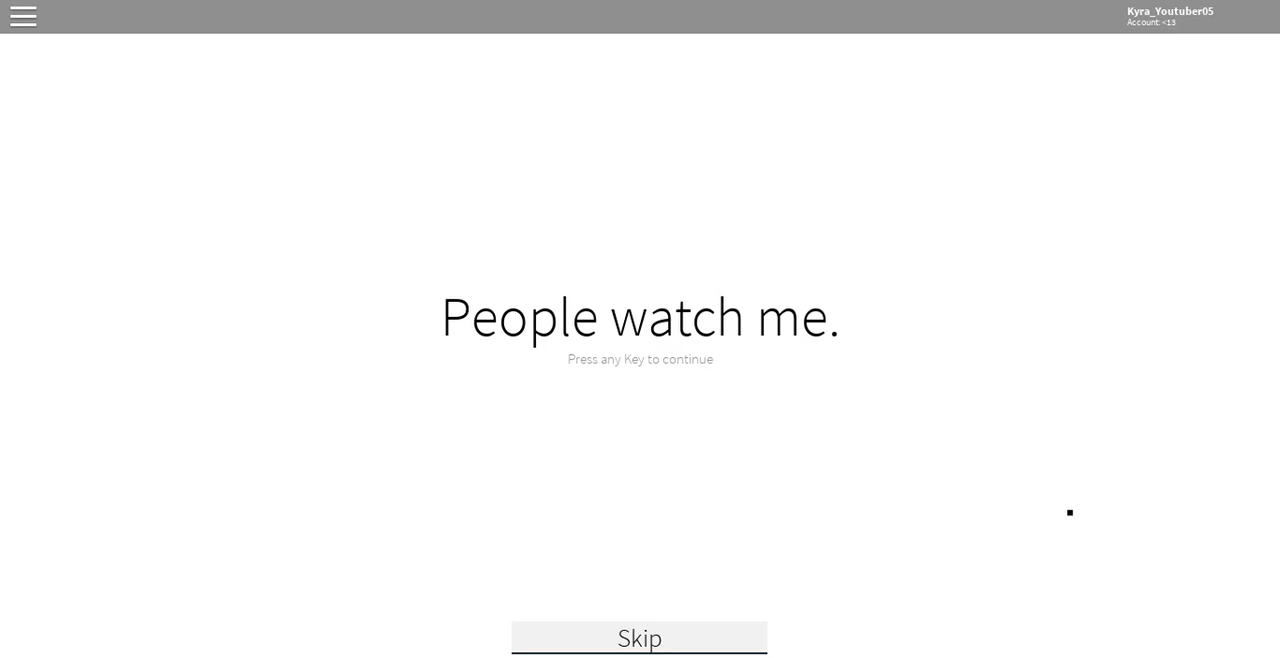 Kyra_Youtuber05
Account: <13
People watch me.
Press any Key to continue
Skip